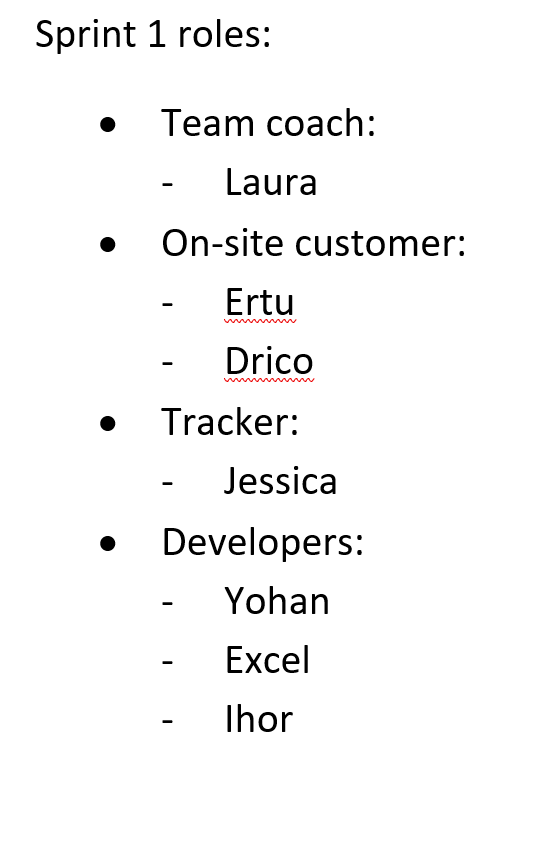 Sprint 1 roles:
• Team coach:
- Laura
• On-site customer:
- Ertu
- Drico
• Tracker:
- Jessica
• Developers:
- Yohan
- Excel
- Ihor